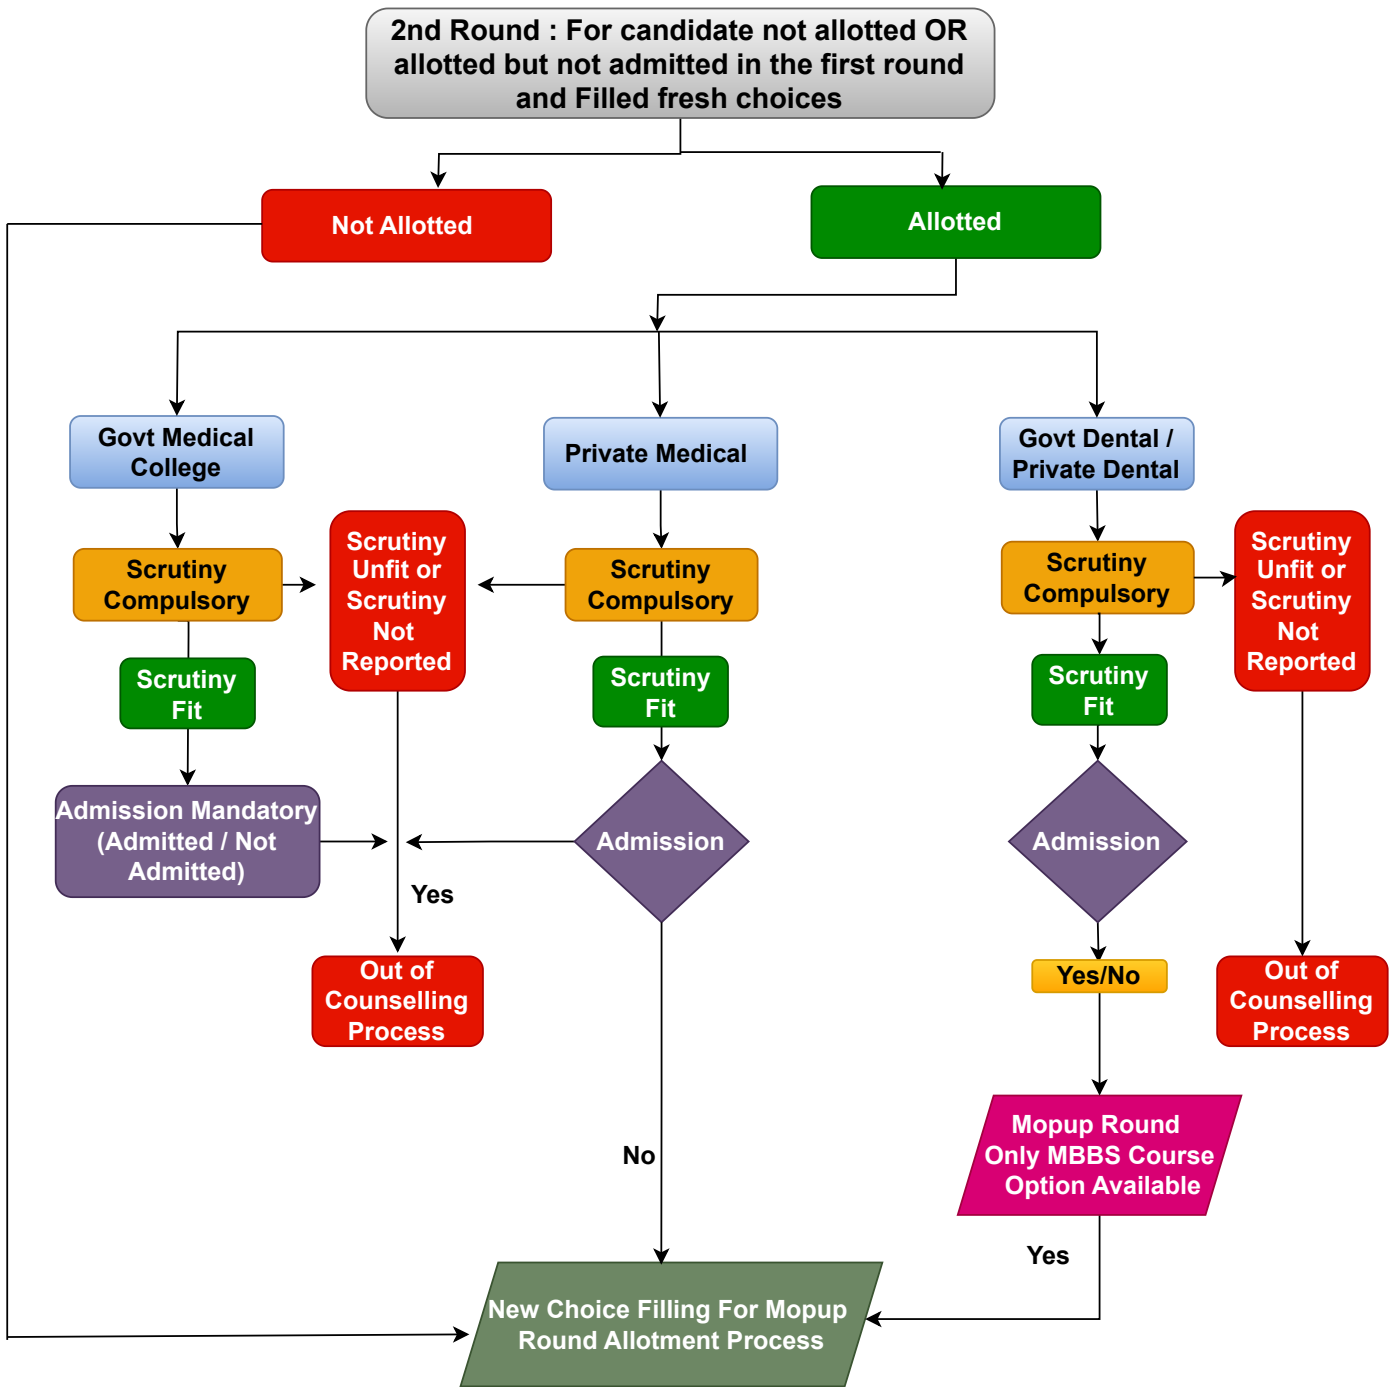 2nd Round : For candidate not allotted OR
allotted but not admitted in the first round
and Filled fresh choices
Not Allotted
Allotted
Govt Medical
College
Private Medical
Govt Dental /
Private Dental
Scrutiny
Compulsory
Scrutiny
Unfit or
Scrutiny
Not
Reported
Scrutiny
Compulsory
Scrutiny
Compulsory
Scrutiny
Unfit or
Scrutiny
Not
Reported
Scrutiny
Fit
Scrutiny
Fit
Scrutiny
Fit
Admission Mandatory
(Admitted / Not
Admitted)
Admission
Admission
Yes
Out of
Counselling
Process
Yes/No
Out of
Counselling
Process
No
Mopup Round
Only MBBS Course
Option Available
Yes
New Choice Filling For Mopup
Round Allotment Process